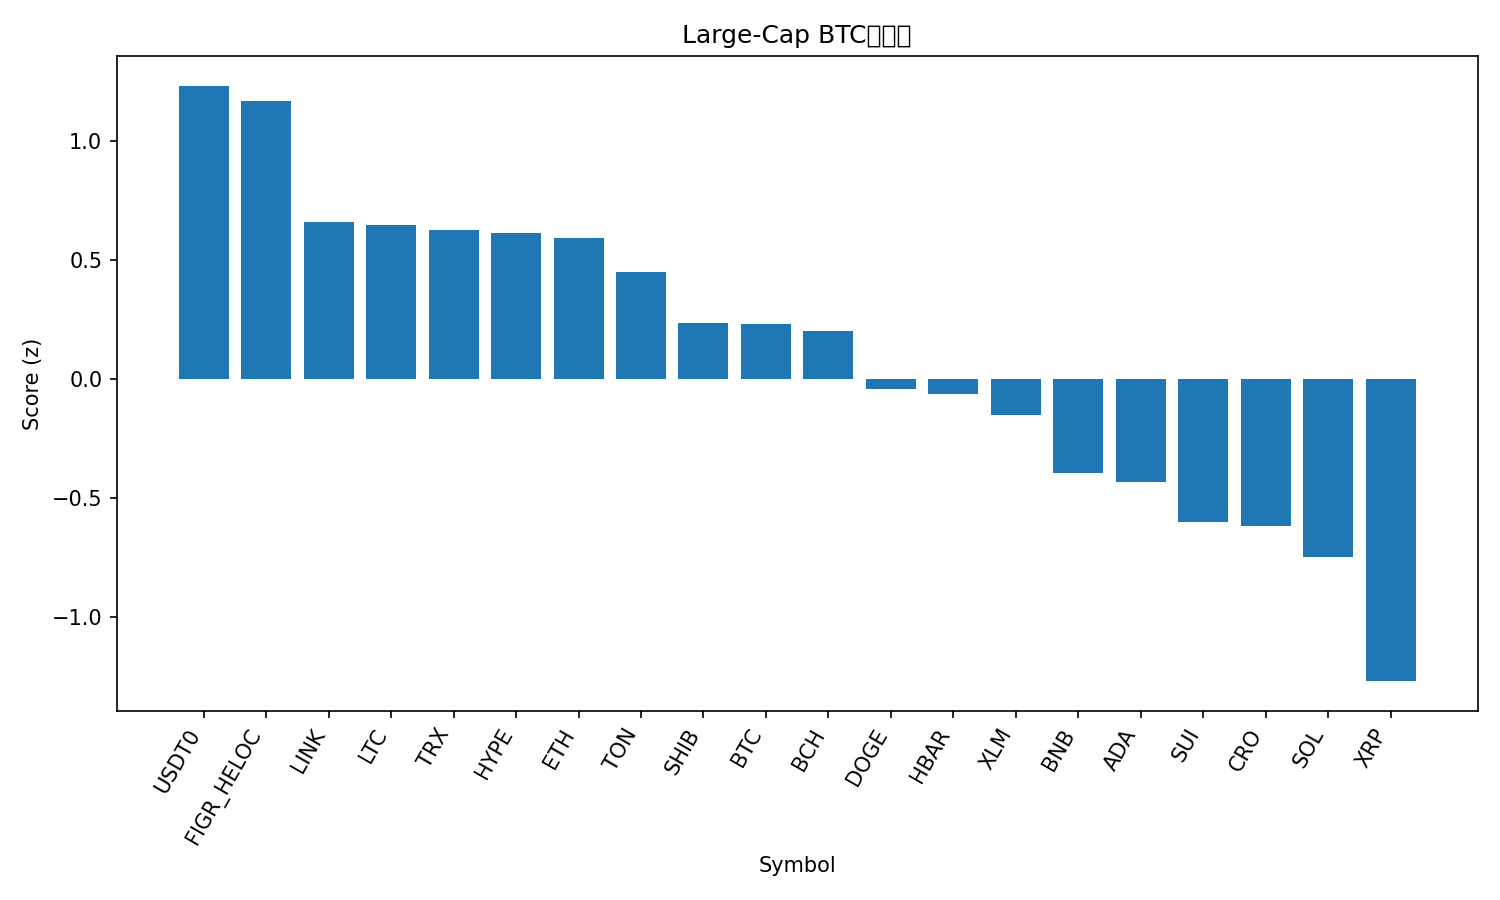 Large-Cap BTC
1.0
0.5
0.0
−0.5
−1.0
Score (z)
USDT0
FIGR_HELOC
LINK
LTC
TRX
HYPE
ETH
TON
SHIB
BTC
BCH
DOGE
HBAR
XLM
BNB
ADA
SUI
CRO
SOL
XRP
Symbol